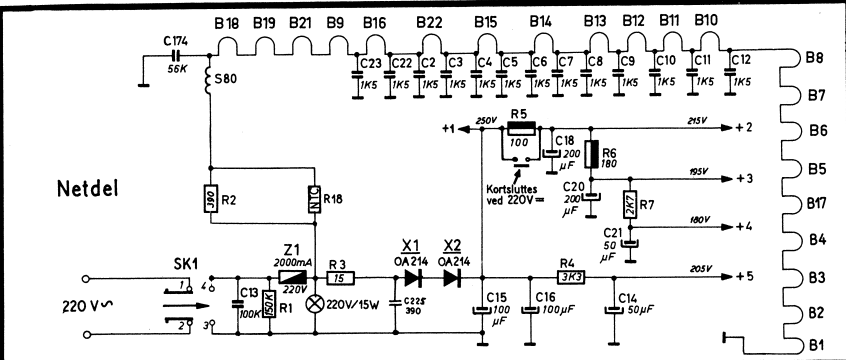 B18 B19 B21 B9 B16 B22 B15 B14 B13 B12 B11 B10
C174
56K
S80
C23 C22 C2 C3 C4 C5 C6 C7 C8 C9 C10 C11 C12
1K5 1K5 1K5 1K5 1K5 1K5 1K5 1K5 1K5 1K5 1K5 1K5 1K5
B8
B7
B6
B5
B17
B4
B3
B2
B1
+1
250V
R5
100
215V
+2
Kortsluttes
ved 220V=
C18
200
µF
R6
180
195V
+3
C20
200
µF
R7
2K7
180V
+4
C21
50
µF
Netdel
390
R2
NTC
R18
SK1
220 V~
1
2
4
3
C13
100K
150K
R1
Z1
2000mA
220V
220V/15W
R3
15
X1
OA214
X2
OA214
C225
390
R4
3K3
205V
+5
C15
100
µF
C16
100µF
C14
50µF